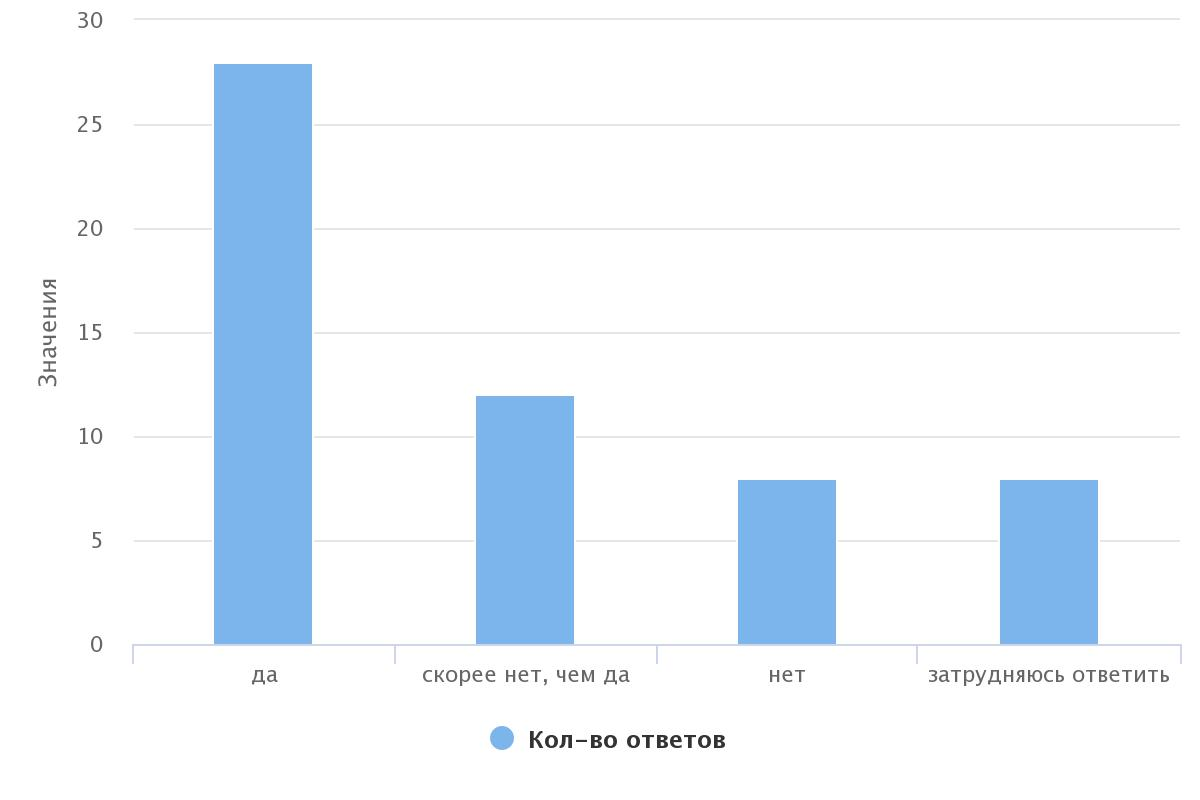 30
25
20
15
10
5
0
Значения
да
скорее нет, чем да
нет
затрудняюсь ответить
Кол-во ответов